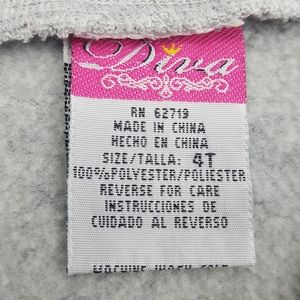 Diva
RN 62719
MADE IN CHINA
HECHO EN CHINA
SIZE/TALLA: 4T
100%POLYESTER/POLIESTER
REVERSE FOR CARE
INSTRUCCIONES DE
CUIDADO AL REVERSO